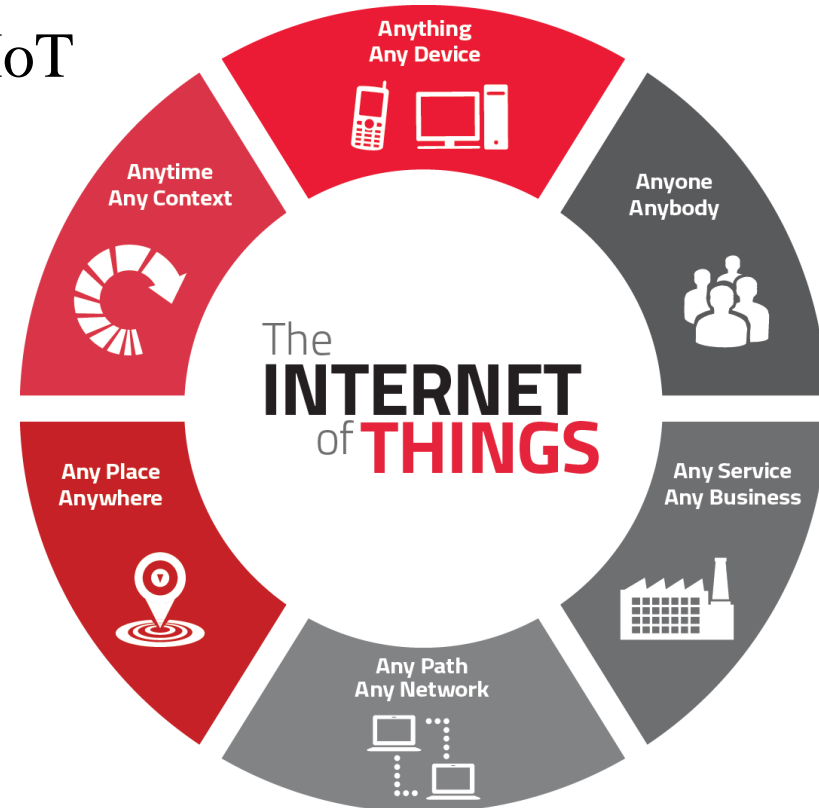 IoT
Anything
Any Device
Anytime
Any Context
Anyone
Anybody
The
INTERNET
of THINGS
Any Place
Anywhere
Any Service
Any Business
Any Path
Any Network